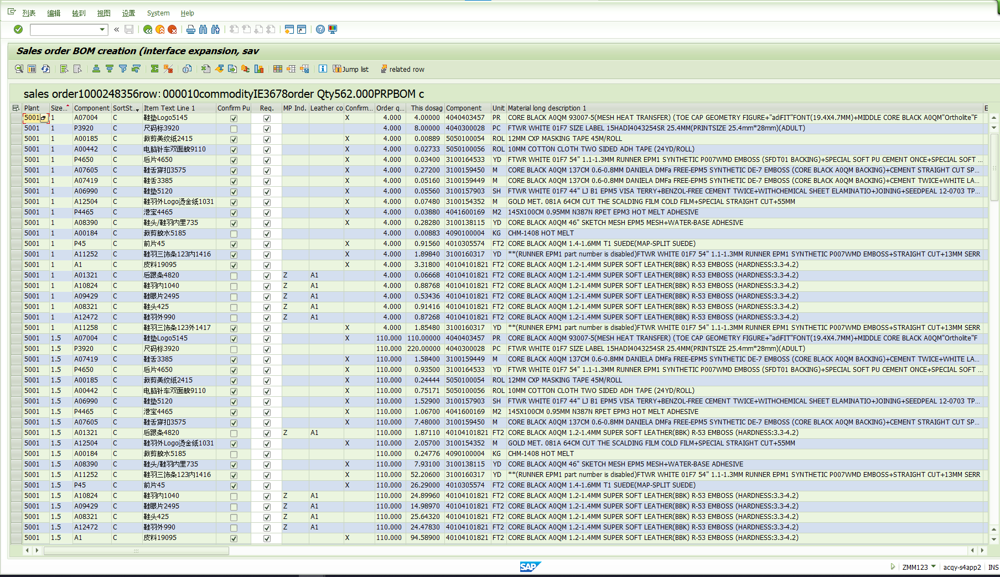 列表 编辑 转到 视图 设置 System Help
Sales order BOM creation (interface expansion, sav
Jump list related row
sales order1000248356row: 000010commodityIE3678order Qty562.000PRPBOM c
Plant Size... Component SortSt... Item Text Line 1 Confirm Pu Req. MP Ind. Leather co Confirm... Order q... This dosag Component Unit Material long description 1 E
5001 1 A07004 C 鞋垫Logo5145 X 4.000 4.00000 4040403457 PR CORE BLACK A0QM 93007-5(MESH HEAT TRANSFER) (TOE CAP GEOMETRY FIGURE+"adiFIT"FONT(19.4X4.7MM)+MIDDLE CORE BLACK A0QM"Ortholite"F
5001 1 P3920 C 尺码标3920 4.000 8.00000 4040300028 PC FTWR WHITE 01F7 SIZE LABEL 15HADI4043254SR 25.4MM(PRINTSIZE 25.4mm*28mm)(ADULT)
5001 1 A00185 C 裁剪美纹纸2415 X 4.000 0.00889 5050100054 ROL 12MM CXP MASKING TAPE 45M/ROLL
5001 1 A00442 C 电脑针车双面胶9110 X 4.000 0.02733 5050100056 ROL 10MM COTTON CLOTH TWO SIDED ADH TAPE (24YD/ROLL)
5001 1 P4650 C 后片4650 X 4.000 0.03400 3100164533 YD FTWR WHITE 01F7 54" 1.1-1.3MM RUNNER EPM1 SYNTHETIC P007WMD EMBOSS (SFDT01 BACKING)+SPECIAL SOFT PU CEMENT ONCE+SPECIAL SOFT ...
5001 1 A07605 C 鞋舌穿扣3575 X 4.000 0.27200 3100159450 M CORE BLACK A0QM 137CM 0.6-0.8MM DANIELA DMFa FREE-EPM5 SYNTHETIC DE-7 EMBOSS (CORE BLACK A0QM BACKING)+CEMENT STRAIGHT CUT SP...
5001 1 A07419 C 鞋舌3385 X 4.000 0.05160 3100159449 M CORE BLACK A0QM 137CM 0.6-0.8MM DANIELA DMFa FREE-EPM5 SYNTHETIC DE-7 EMBOSS (CORE BLACK A0QM BACKING)+CEMENT TWICE+WHITE LA...
5001 1 A06990 C 鞋垫5120 X 4.000 0.05560 3100157903 SH FTWR WHITE 01F7 44" LJ B1 EPM5 VISA TERRY+BENZOL-FREE CEMENT TWICE+WITHCHEMICAL SHEET ELAMINATIO+JOINING+SEEDPEAL 12-0703 TP...
5001 1 A12504 C 鞋羽外Logo烫金纸1031 X 4.000 0.07480 3100154352 M GOLD MET. 081A 64CM CUT THE SCALDING FILM COLD FILM+SPECIAL STRAIGHT CUT+55MM
5001 1 P4465 C 港宝4465 X 4.000 0.03880 4041600169 M2 145X100CM 0.95MM N387N RPET EPM3 HOT MELT ADHESIVE
5001 1 A08390 C 鞋头/鞋羽内里735 X 4.000 0.28280 3100138115 YD CORE BLACK A0QM 46" SKETCH MESH EPM5 MESH+WATER-BASE ADHESIVE
5001 1 A00184 C 裁剪胶水5185 4.000 0.00883 4090100004 KG CHM-1408 HOT MELT
5001 1 P45 C 前片45 X 4.000 0.91560 4010305574 FT2 CORE BLACK A0QM 1.4-1.6MM T1 SUEDE(MAP-SPLIT SUEDE)
5001 1 A11252 C 鞋羽三饰条123内1416 X 4.000 1.89840 3100160317 YD **(RUNNER EPM1 part number is disabled)FTWR WHITE 01F7 54" 1.1-1.3MM RUNNER EPM1 SYNTHETIC P007WMD EMBOSS+STRAIGHT CUT+13MM SERR
5001 1 A1 C 皮料19095 X 4.000 3.31800 40104101821 FT2 CORE BLACK A0QM 1.2-1.4MM SUPER SOFT LEATHER(BBK) R-53 EMBOSS (HARDNESS:3.3-4.2)
5001 1 A01321 C 后跟条4820 Z A1 4.000 0.06668 40104101821 FT2 CORE BLACK A0QM 1.2-1.4MM SUPER SOFT LEATHER(BBK) R-53 EMBOSS (HARDNESS:3.3-4.2)
5001 1 A10824 C 鞋羽内1040 Z A1 4.000 0.88768 40104101821 FT2 CORE BLACK A0QM 1.2-1.4MM SUPER SOFT LEATHER(BBK) R-53 EMBOSS (HARDNESS:3.3-4.2)
5001 1 A09429 C 鞋眼片2495 Z A1 4.000 0.53436 40104101821 FT2 CORE BLACK A0QM 1.2-1.4MM SUPER SOFT LEATHER(BBK) R-53 EMBOSS (HARDNESS:3.3-4.2)
5001 1 A08321 C 鞋头425 Z A1 4.000 0.91416 40104101821 FT2 CORE BLACK A0QM 1.2-1.4MM SUPER SOFT LEATHER(BBK) R-53 EMBOSS (HARDNESS:3.3-4.2)
5001 1 A12472 C 鞋羽外990 Z A1 4.000 0.87268 40104101821 FT2 CORE BLACK A0QM 1.2-1.4MM SUPER SOFT LEATHER(BBK) R-53 EMBOSS (HARDNESS:3.3-4.2)
5001 1 A11258 C 鞋羽三饰条123外1417 X 4.000 1.85480 3100160317 YD **(RUNNER EPM1 part number is disabled)FTWR WHITE 01F7 54" 1.1-1.3MM RUNNER EPM1 SYNTHETIC P007WMD EMBOSS+STRAIGHT CUT+13MM SERR
5001 1.5 A07004 C 鞋垫Logo5145 X 110.000 110.00000 4040403457 PR CORE BLACK A0QM 93007-5(MESH HEAT TRANSFER) (TOE CAP GEOMETRY FIGURE+"adiFIT"FONT(19.4X4.7MM)+MIDDLE CORE BLACK A0QM"Ortholite"F
5001 1.5 P3920 C 尺码标3920 110.000 220.00000 4040300028 PC FTWR WHITE 01F7 SIZE LABEL 15HADI4043254SR 25.4MM(PRINTSIZE 25.4mm*28mm)(ADULT)
5001 1.5 A07419 C 鞋舌3385 X 110.000 1.58400 3100159449 M CORE BLACK A0QM 137CM 0.6-0.8MM DANIELA DMFa FREE-EPM5 SYNTHETIC DE-7 EMBOSS (CORE BLACK A0QM BACKING)+CEMENT TWICE+WHITE LA...
5001 1.5 P4650 C 后片4650 X 110.000 0.93500 3100164533 YD FTWR WHITE 01F7 54" 1.1-1.3MM RUNNER EPM1 SYNTHETIC P007WMD EMBOSS (SFDT01 BACKING)+SPECIAL SOFT PU CEMENT ONCE+SPECIAL SOFT ...
5001 1.5 A00185 C 裁剪美纹纸2415 X 110.000 0.24444 5050100054 ROL 12MM CXP MASKING TAPE 45M/ROLL
5001 1.5 A00442 C 电脑针车双面胶9110 X 110.000 0.75171 5050100056 ROL 10MM COTTON CLOTH TWO SIDED ADH TAPE (24YD/ROLL)
5001 1.5 A06990 C 鞋垫5120 X 110.000 1.52900 3100157903 SH FTWR WHITE 01F7 44" LJ B1 EPM5 VISA TERRY+BENZOL-FREE CEMENT TWICE+WITHCHEMICAL SHEET ELAMINATIO+JOINING+SEEDPEAL 12-0703 TP...
5001 1.5 P4465 C 港宝4465 X 110.000 1.06700 4041600169 M2 145X100CM 0.95MM N387N RPET EPM3 HOT MELT ADHESIVE
5001 1.5 A07605 C 鞋舌穿扣3575 X 110.000 7.48000 3100159450 M CORE BLACK A0QM 137CM 0.6-0.8MM DANIELA DMFa FREE-EPM5 SYNTHETIC DE-7 EMBOSS (CORE BLACK A0QM BACKING)+CEMENT STRAIGHT CUT SP...
5001 1.5 A01321 C 后跟条4820 Z A1 110.000 1.87110 40104101821 FT2 CORE BLACK A0QM 1.2-1.4MM SUPER SOFT LEATHER(BBK) R-53 EMBOSS (HARDNESS:3.3-4.2)
5001 1.5 A12504 C 鞋羽外Logo烫金纸1031 X 110.000 2.05700 3100154352 M GOLD MET. 081A 64CM CUT THE SCALDING FILM COLD FILM+SPECIAL STRAIGHT CUT+55MM
5001 1.5 A00184 C 裁剪胶水5185 110.000 0.24776 4090100004 KG CHM-1408 HOT MELT
5001 1.5 A08390 C 鞋头/鞋羽内里735 X 110.000 7.93100 3100138115 YD CORE BLACK A0QM 46" SKETCH MESH EPM5 MESH+WATER-BASE ADHESIVE
5001 1.5 A11252 C 鞋羽三饰条123内1416 X 110.000 52.20600 3100160317 YD **(RUNNER EPM1 part number is disabled)FTWR WHITE 01F7 54" 1.1-1.3MM RUNNER EPM1 SYNTHETIC P007WMD EMBOSS+STRAIGHT CUT+13MM SERR
5001 1.5 P45 C 前片45 X 110.000 26.29000 4010305574 FT2 CORE BLACK A0QM 1.4-1.6MM T1 SUEDE(MAP-SPLIT SUEDE)
5001 1.5 A10824 C 鞋羽内1040 Z A1 110.000 24.89960 40104101821 FT2 CORE BLACK A0QM 1.2-1.4MM SUPER SOFT LEATHER(BBK) R-53 EMBOSS (HARDNESS:3.3-4.2)
5001 1.5 A09429 C 鞋眼片2495 Z A1 110.000 14.98970 40104101821 FT2 CORE BLACK A0QM 1.2-1.4MM SUPER SOFT LEATHER(BBK) R-53 EMBOSS (HARDNESS:3.3-4.2)
5001 1.5 A08321 C 鞋头425 Z A1 110.000 25.64320 40104101821 FT2 CORE BLACK A0QM 1.2-1.4MM SUPER SOFT LEATHER(BBK) R-53 EMBOSS (HARDNESS:3.3-4.2)
5001 1.5 A12472 C 鞋羽外990 Z A1 110.000 24.47830 40104101821 FT2 CORE BLACK A0QM 1.2-1.4MM SUPER SOFT LEATHER(BBK) R-53 EMBOSS (HARDNESS:3.3-4.2)
5001 1.5 A1 C 皮料19095 X 110.000 94.58900 40104101821 FT2 CORE BLACK A0QM 1.2-1.4MM SUPER SOFT LEATHER(BBK) R-53 EMBOSS (HARDNESS:3.3-4.2)
SAP ZMM123 acqy-s4app2 INS